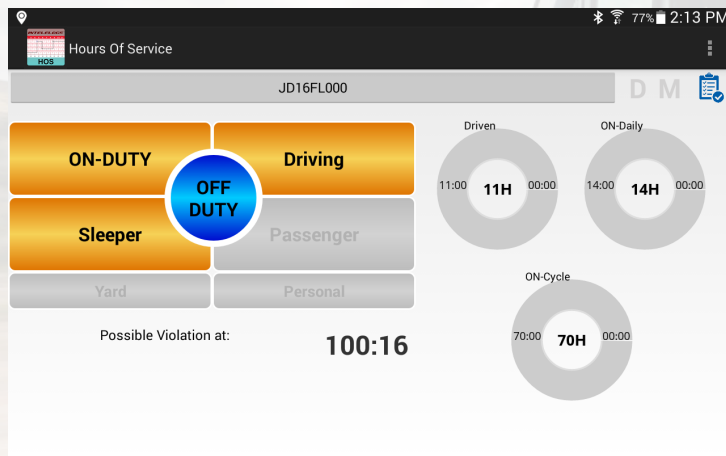 77% 2:13 PM
INTELELOGS
HOS
Hours Of Service
JD16FL000
D M
ON-DUTY
Driving
OFF
DUTY
Sleeper
Passenger
Yard
Personal
Possible Violation at:
100:16
Driven
11:00 11H 00:00
ON-Daily
14:00 14H 00:00
ON-Cycle
70:00 70H 00:00